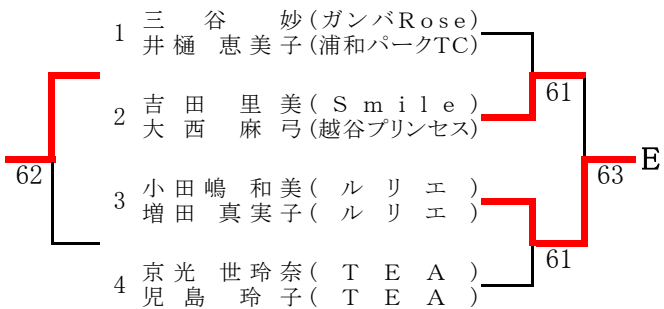 1 三谷 妙(ガンバRose)
井樋 恵美子(浦和パークTC)
61
2 吉田 里美(Smile)
大西 麻弓(越谷プリンセス)
62
63 E
3 小田嶋 和美(ルリエ)
増田 真実子(ルリエ)
61
4 京光 世玲奈(TEA)
児島 玲子(TEA)